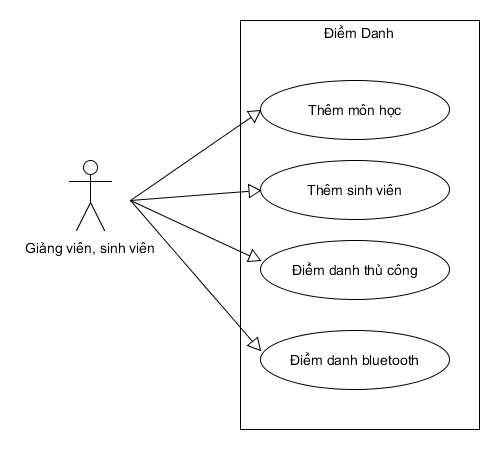 Điểm Danh
Thêm môn học
Thêm sinh viên
Giảng viên, sinh viên
Điểm danh thủ công
Điểm danh bluetooth